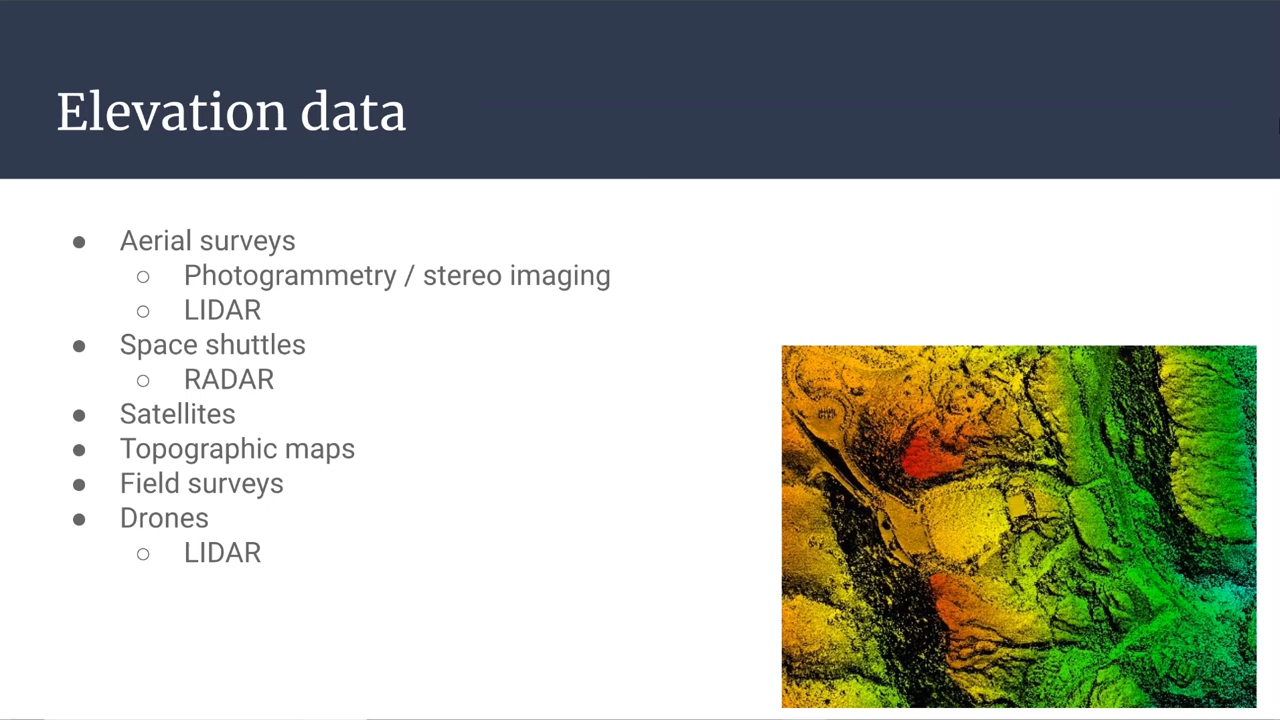 Elevation data
● Aerial surveys
○ Photogrammetry / stereo imaging
○ LIDAR
● Space shuttles
○ RADAR
● Satellites
● Topographic maps
● Field surveys
● Drones
○ LIDAR